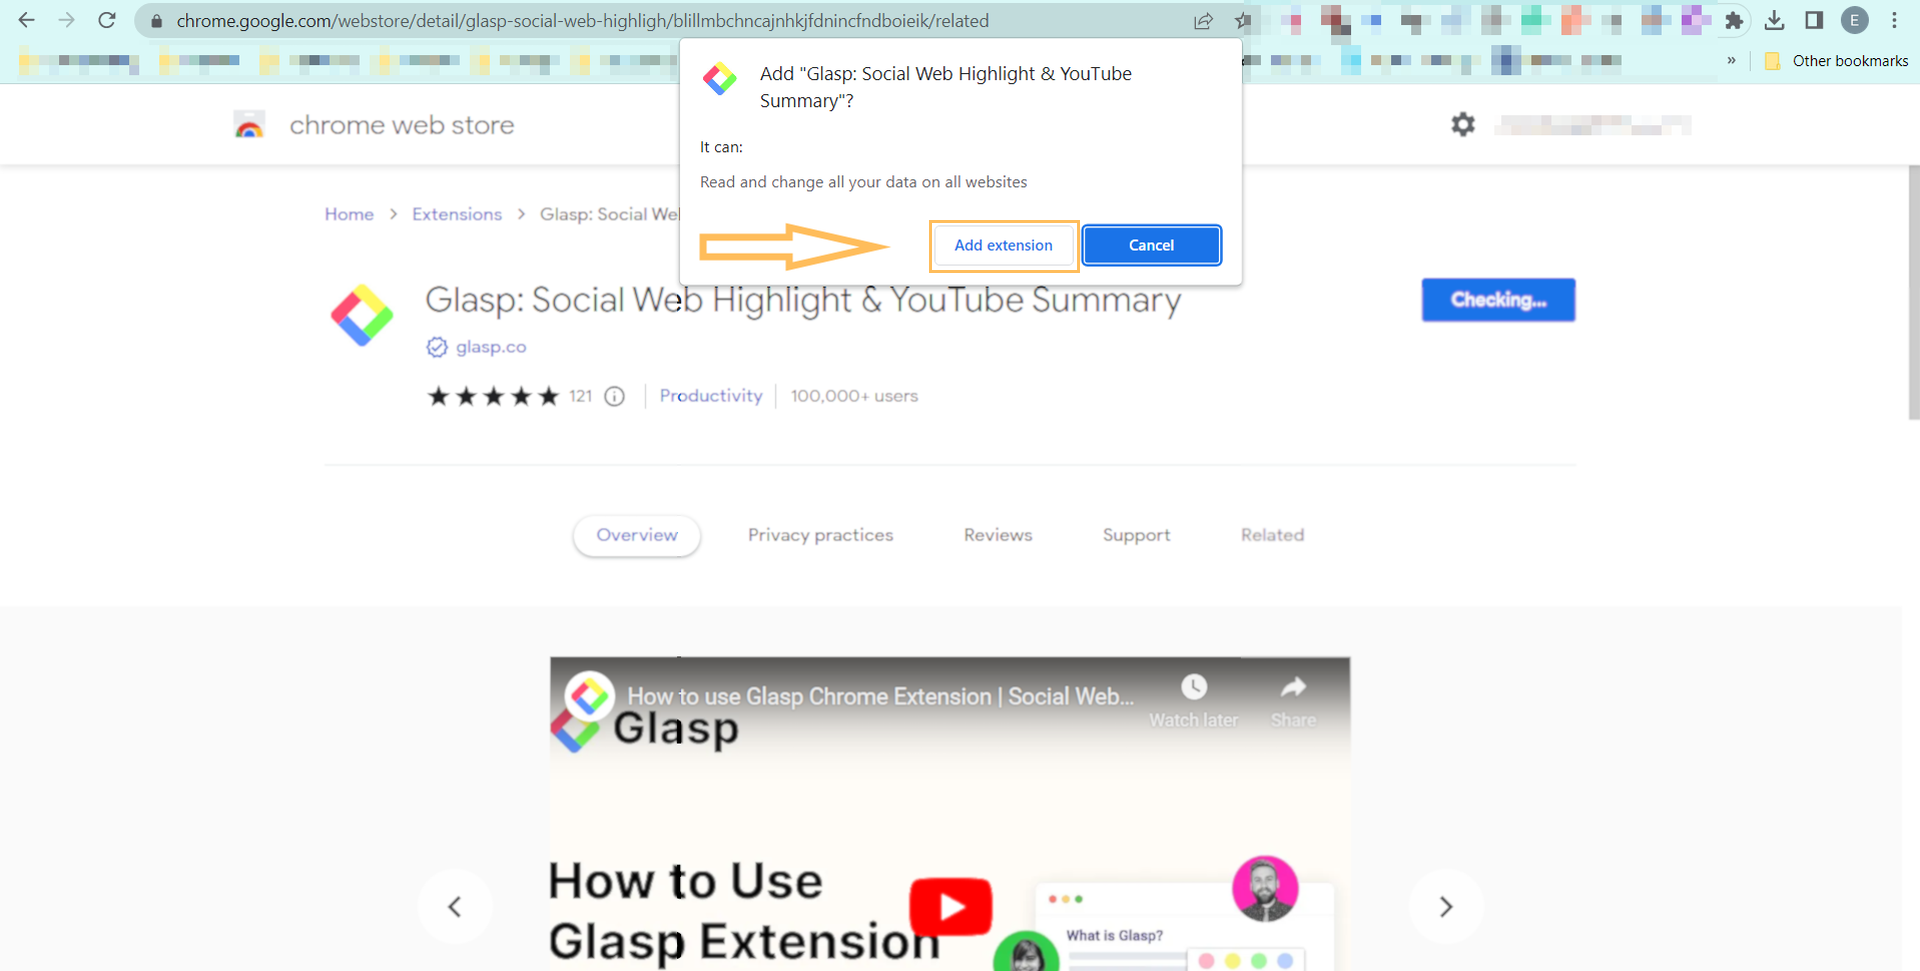 chrome.google.com/webstore/detail/glasp-social-web-highligh/blillmbchncajnhkjfdnincfndboieik/related
E
» Other bookmarks
Add "Glasp: Social Web Highlight & YouTube
Summary"?
It can:
Read and change all your data on all websites
Add extension
Cancel
chrome web store
Home > Extensions > Glasp: Social We
Glasp: Social Web Highlight & YouTube Summary
Checking...
glasp.co
121
Productivity
100,000+ users
Overview
Privacy practices
Reviews
Support
Related
How to use Glasp Chrome Extension | Social Web...
Watch later
Share
Glasp
How to Use
Glasp Extension
What is Glasp?